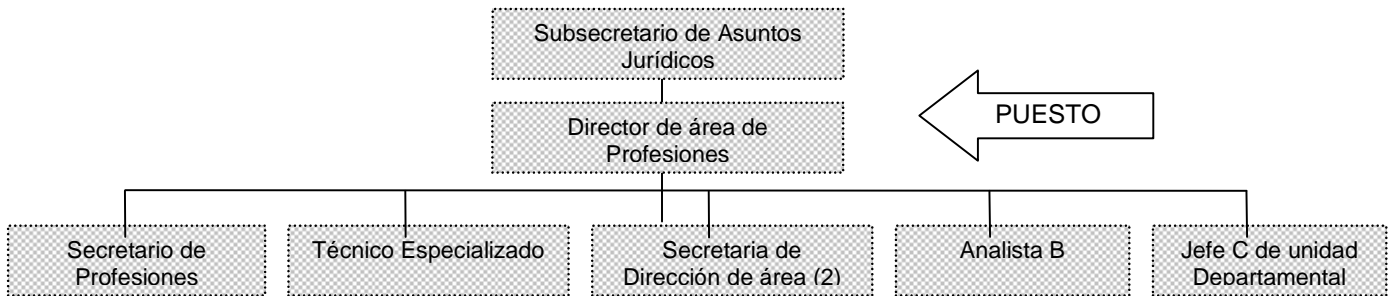 Subsecretario de Asuntos
Jurídicos
Director de área de
Profesiones
PUESTO
Secretario de
Profesiones
Técnico Especializado
Secretaria de
Dirección de área (2)
Analista B
Jefe C de unidad
Departamental